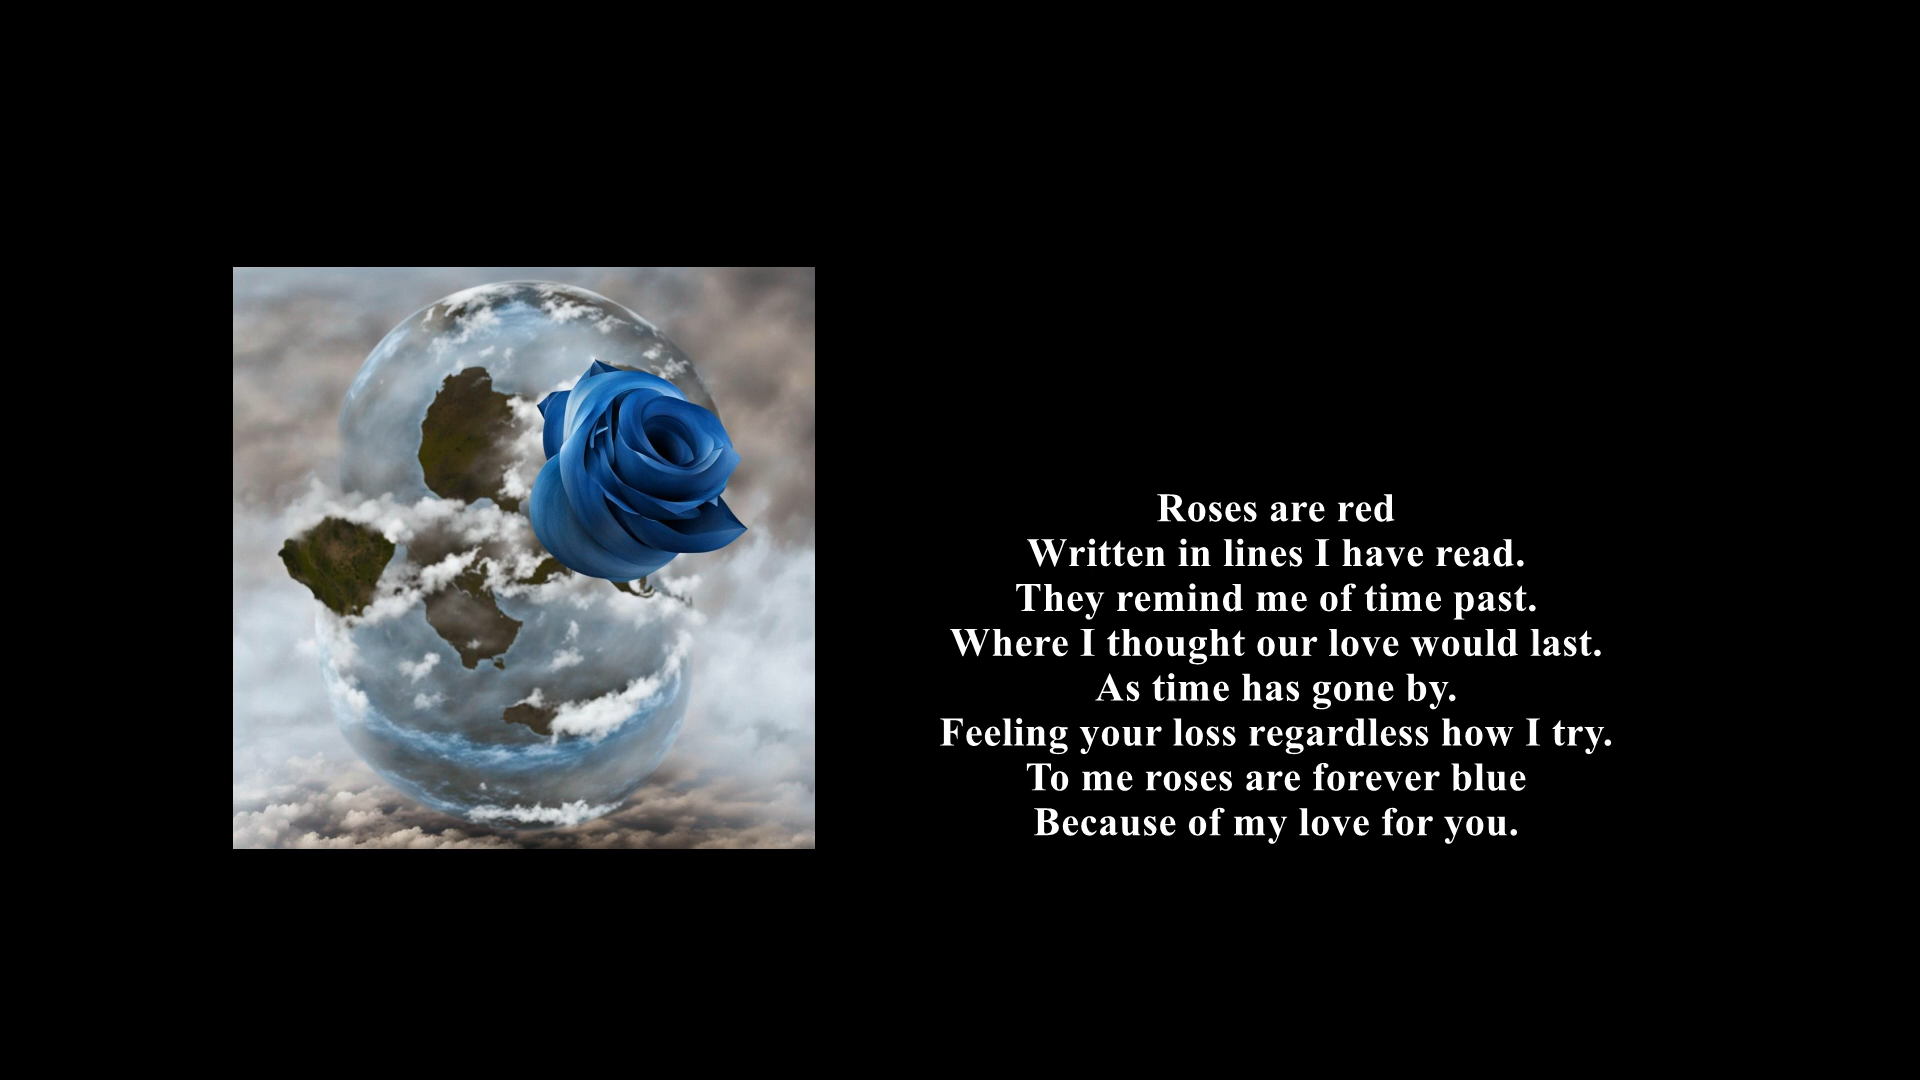 Roses are red
Written in lines I have read.
They remind me of time past.
Where I thought our love would last.
As time has gone by.
Feeling your loss regardless how I try.
To me roses are forever blue
Because of my love for you.